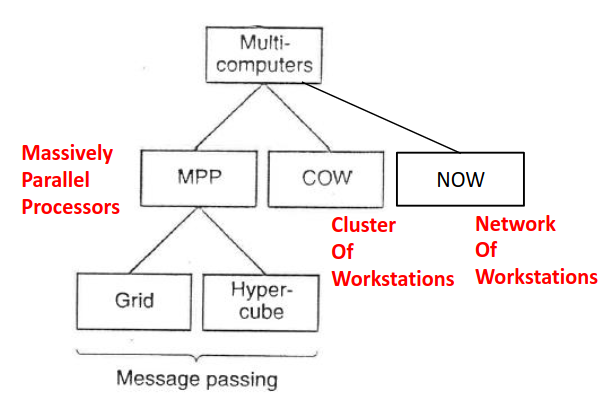 Multi-
computers
Massively
Parallel
Processors
MPP
COW
NOW
Cluster
Of
Workstations
Network
Of
Workstations
Grid
Hyper-
cube
Message passing